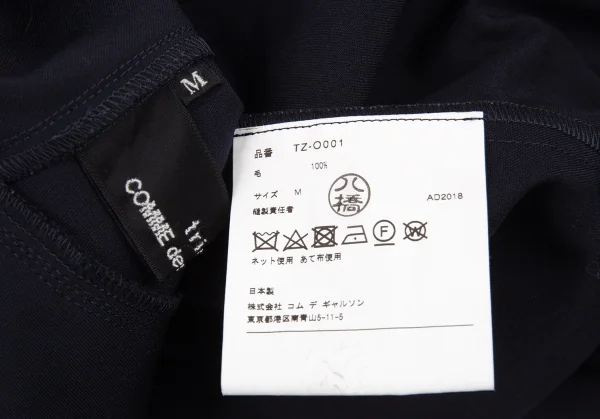 M
tri
COMME de
品番 TZ-O001
毛 100%
サイズ M
縫製責任者 八橋 AD2018
F W
ネット使用 あて布使用
日本製
株式会社 コム デ ギャルソン
東京都港区南青山5-11-5